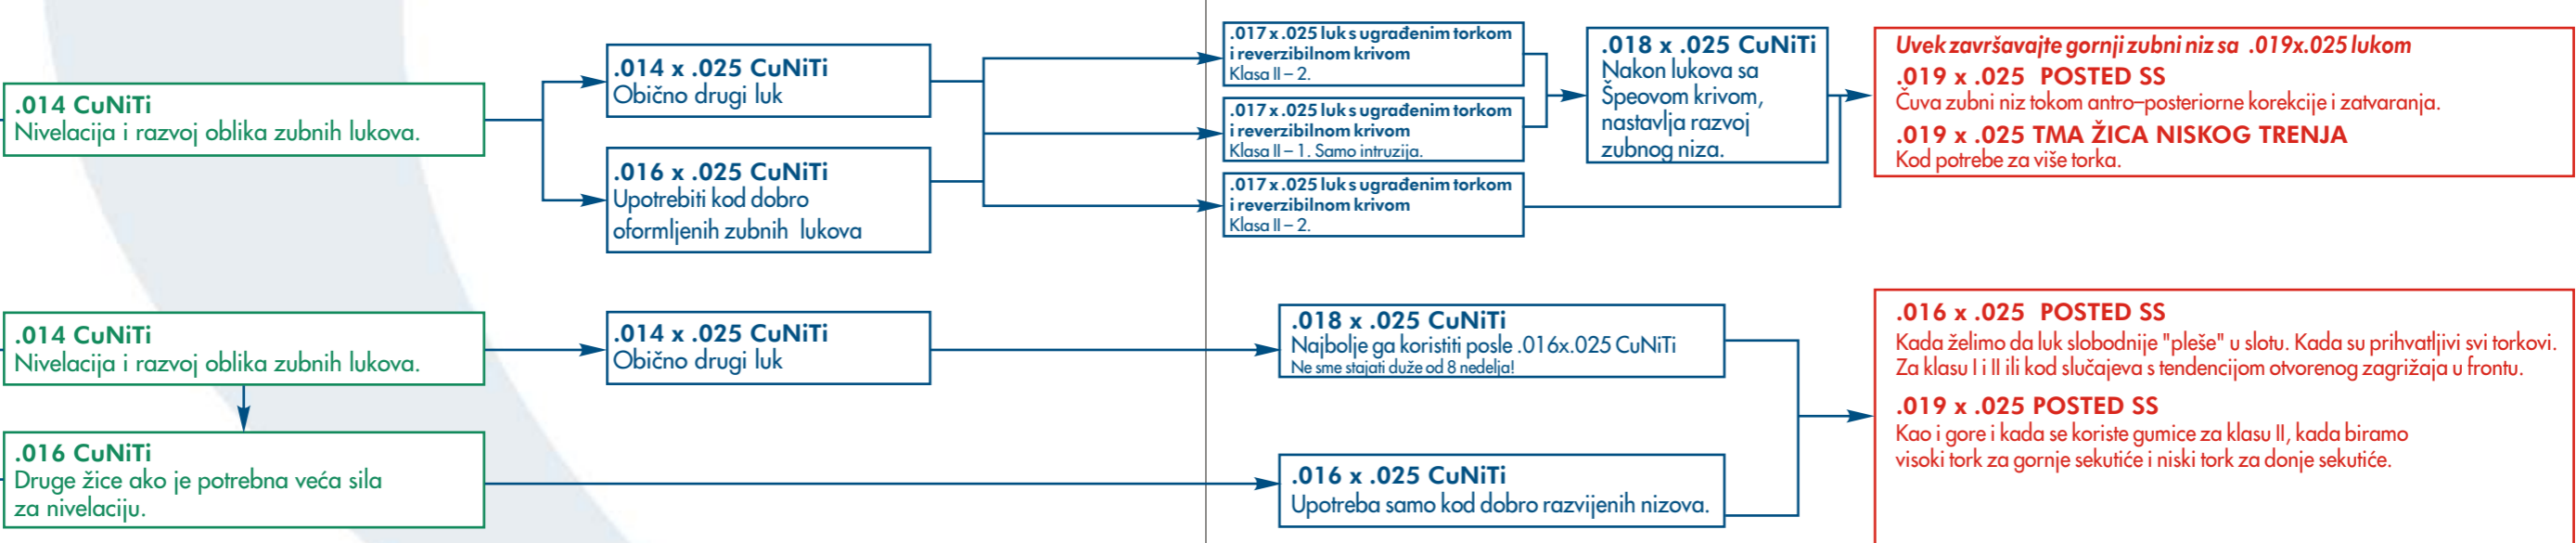 .014 CuNiTi
Nivelacija i razvoj oblika zubnih lukova.
.014 x .025 CuNiTi
Obično drugi luk
.016 x .025 CuNiTi
Upotrebiti kod dobro
oformljenih zubnih lukova
.017 x .025 luk s ugrađenim torkom
i reverzibilnom krivom
Klasa II – 2.
.017 x .025 luk s ugrađenim torkom
i reverzibilnom krivom
Klasa II – 1. Samo intruzija.
.017 x .025 luk s ugrađenim torkom
i reverzibilnom krivom
Klasa II – 2.
.018 x .025 CuNiTi
Nakon lukova sa
Špeovom krivom,
nastavlja razvoj
zubnog niza.
Uvek završavajte gornji zubni niz sa .019x.025 lukom
.019 x .025 POSTED SS
Čuva zubni niz tokom antro–posteriorne korekcije i zatvaranja.
.019 x .025 TMA ŽICA NISKOG TRENJA
Kod potrebe za više torka.
.014 CuNiTi
Nivelacija i razvoj oblika zubnih lukova.
.016 CuNiTi
Druge žice ako je potrebna veća sila
za nivelaciju.
.014 x .025 CuNiTi
Obično drugi luk
.018 x .025 CuNiTi
Najbolje ga koristiti posle .016x.025 CuNiTi
Ne sme stajati duže od 8 nedelja!
.016 x .025 CuNiTi
Upotreba samo kod dobro razvijenih nizova.
.016 x .025 POSTED SS
Kada želimo da luk slobodnije "pleše" u slotu. Kada su prihvatljivi svi torkovi.
Za klasu I i II ili kod slučajeva s tendencijom otvorenog zagrižaja u frontu.
.019 x .025 POSTED SS
Kao i gore i kada se koriste gumice za klasu II, kada biramo
visoki tork za gornje sekutiće i niski tork za donje sekutiće.